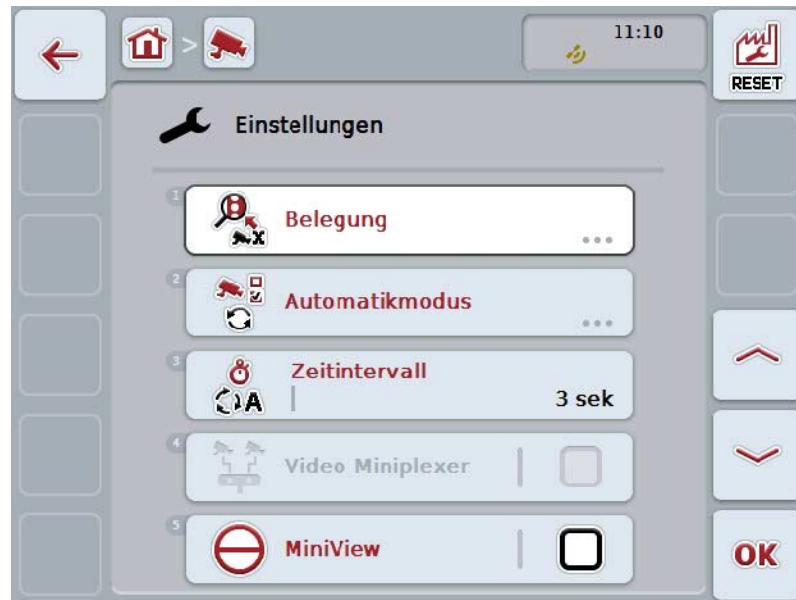 11:10
RESET
Einstellungen
1
Belegung
...
2
Automatikmodus
...
3
Zeitintervall
A
3 sek
4
Video Miniplexer
5
MiniView
OK